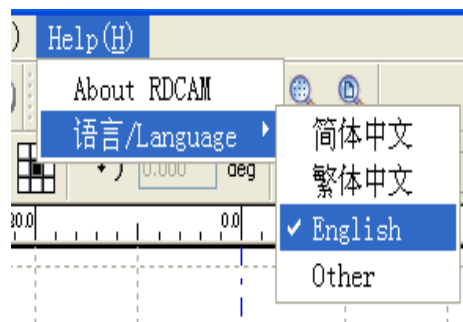 ) Help(H)
About RDCAM
语言/Language
简体中文
繁体中文
English
Other
0.000 deg
0.0